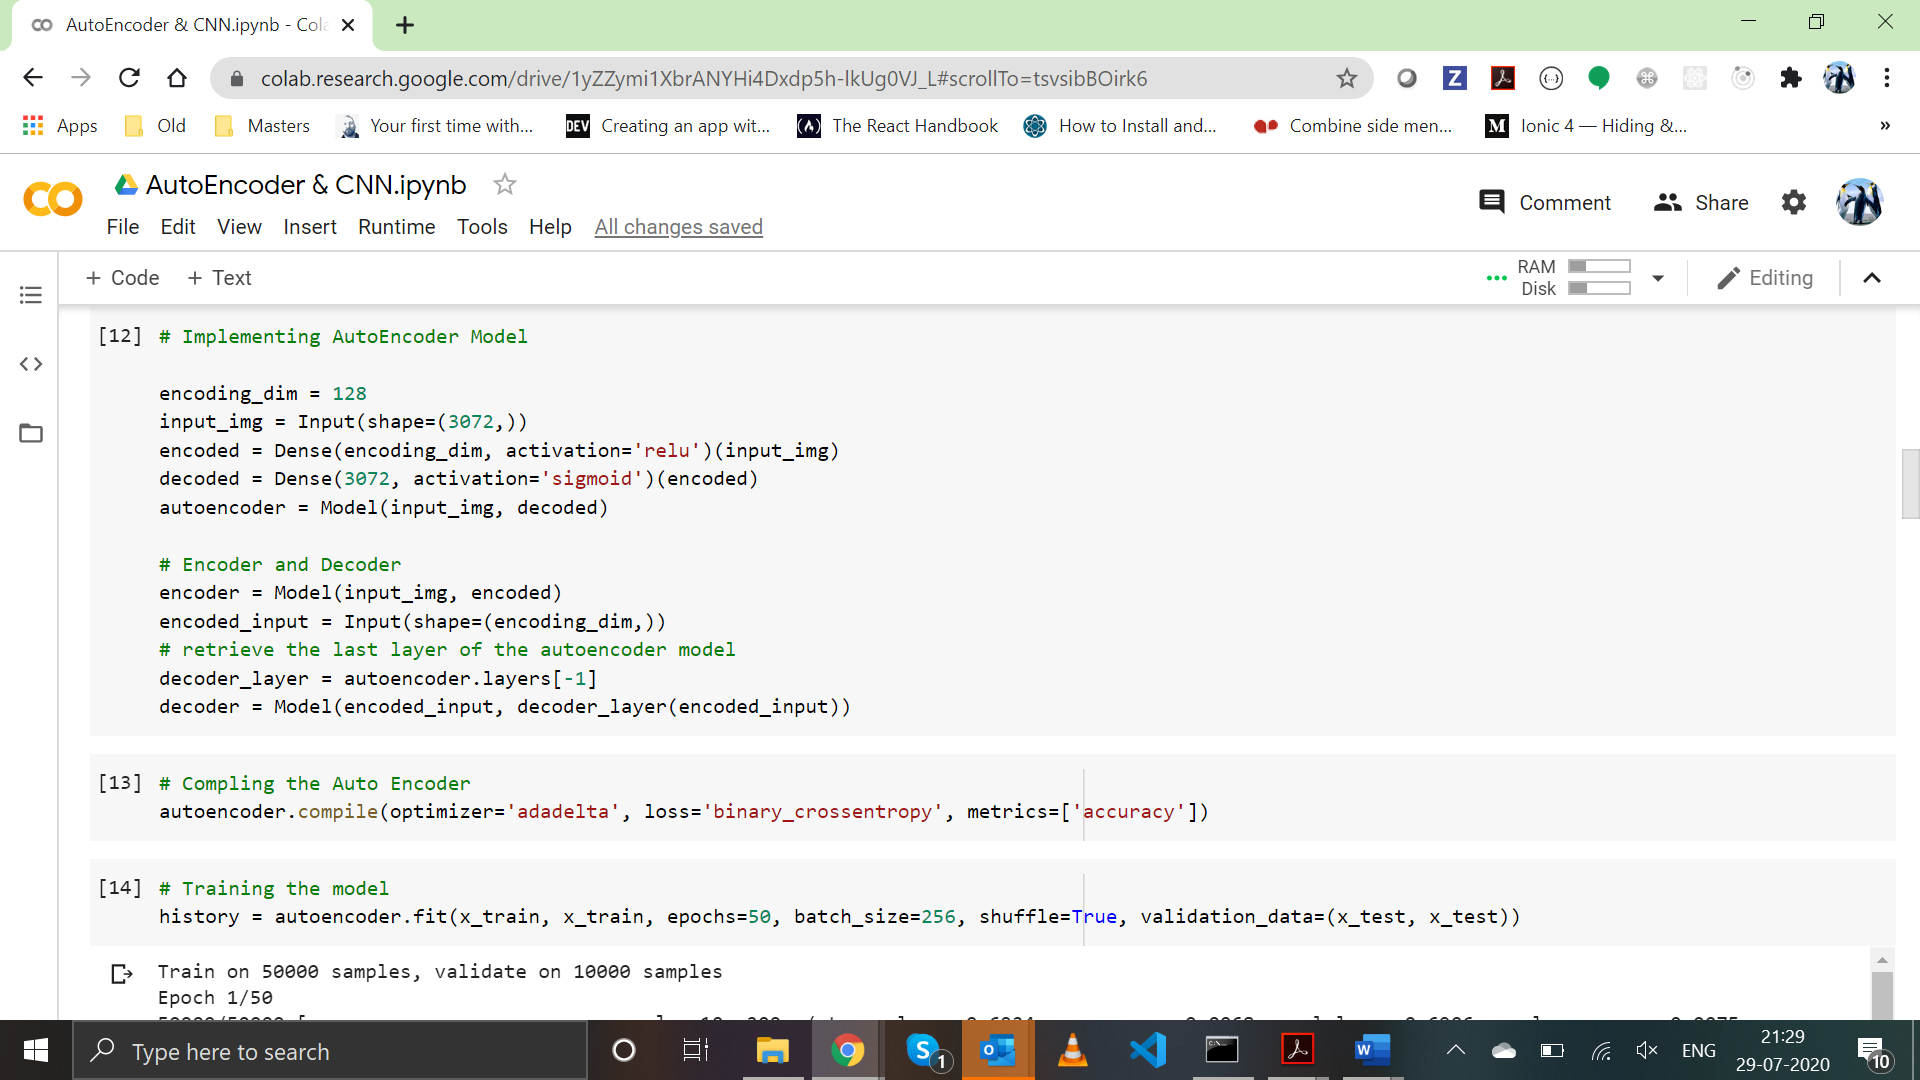 AutoEncoder & CNN.ipynb - Cola
colab.research.google.com/drive/1yZZymi1XbrANYHi4Dxdp5h-lkUg0VJ_L#scrollTo=tsvsibBOirk6
Apps Old Masters Your first time with... DEV Creating an app wit... (A) The React Handbook How to Install and... Combine side men... M Ionic 4 — Hiding &... »
AutoEncoder & CNN.ipynb
Comment Share
File Edit View Insert Runtime Tools Help All changes saved
+ Code + Text
RAM
Disk
Editing
[12] # Implementing AutoEncoder Model
encoding_dim = 128
input_img = Input(shape=(3072,))
encoded = Dense(encoding_dim, activation='relu')(input_img)
decoded = Dense(3072, activation='sigmoid')(encoded)
autoencoder = Model(input_img, decoded)
# Encoder and Decoder
encoder = Model(input_img, encoded)
encoded_input = Input(shape=(encoding_dim,))
# retrieve the last layer of the autoencoder model
decoder_layer = autoencoder.layers[-1]
decoder = Model(encoded_input, decoder_layer(encoded_input))
[13] # Compling the Auto Encoder
autoencoder.compile(optimizer='adadelta', loss='binary_crossentropy', metrics=['accuracy'])
[14] # Training the model
history = autoencoder.fit(x_train, x_train, epochs=50, batch_size=256, shuffle=True, validation_data=(x_test, x_test))
Train on 50000 samples, validate on 10000 samples
Epoch 1/50
Type here to search
S 1
W
ENG
21:29
29-07-2020
10